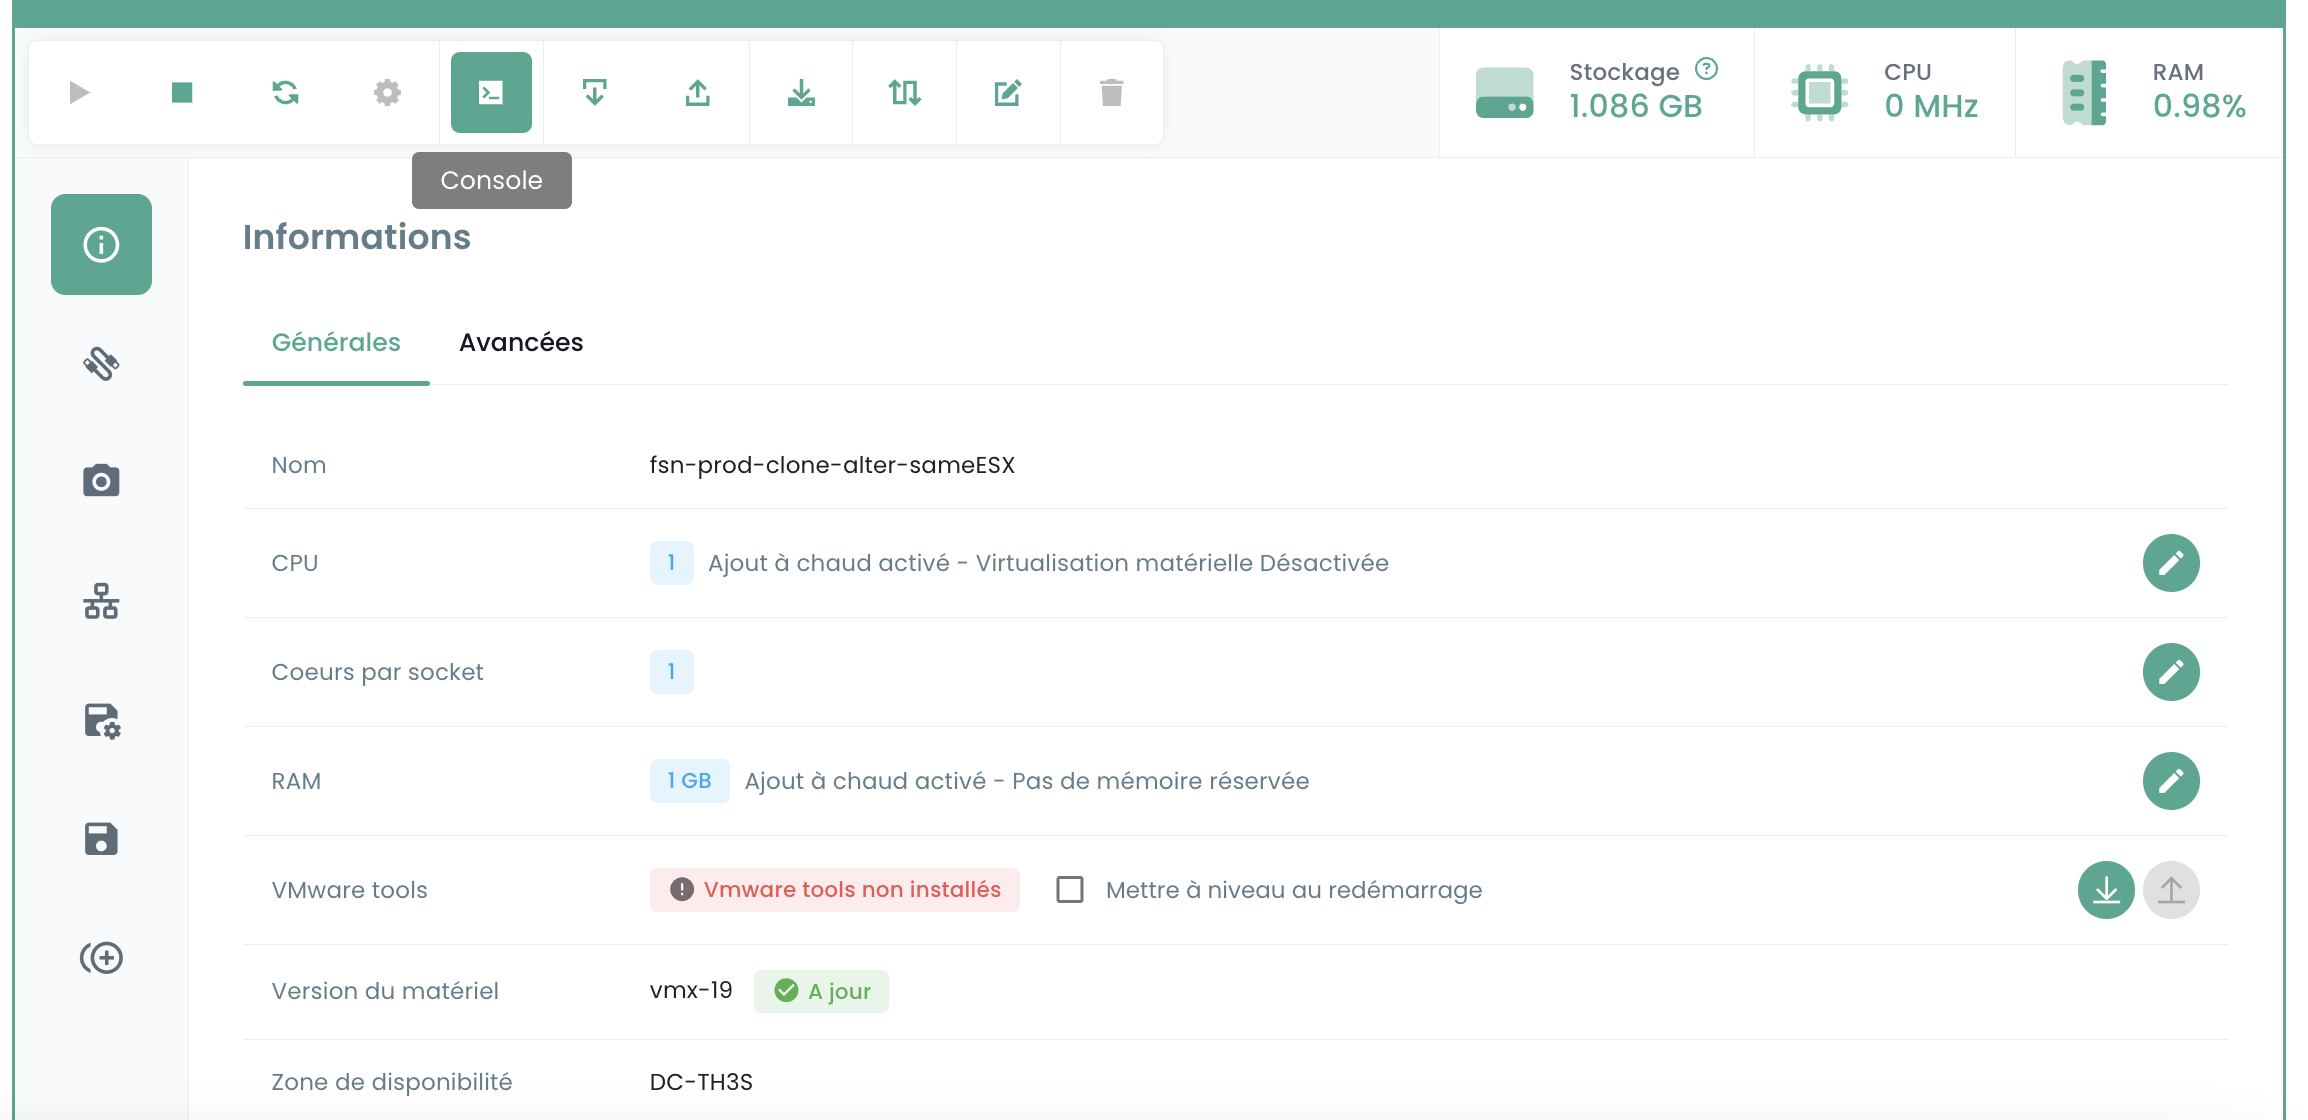 Stockage
1.086 GB
CPU
0 MHz
RAM
0.98%
Console
Informations
Générales
Avancées
Nom
fsn-prod-clone-alter-sameESX
CPU
1 Ajout à chaud activé - Virtualisation matérielle Désactivée
Coeurs par socket
1
RAM
1 GB Ajout à chaud activé - Pas de mémoire réservée
VMware tools
Vmware tools non installés
Mettre à niveau au redémarrage
Version du matériel
vmx-19
A jour
Zone de disponibilité
DC-TH3S